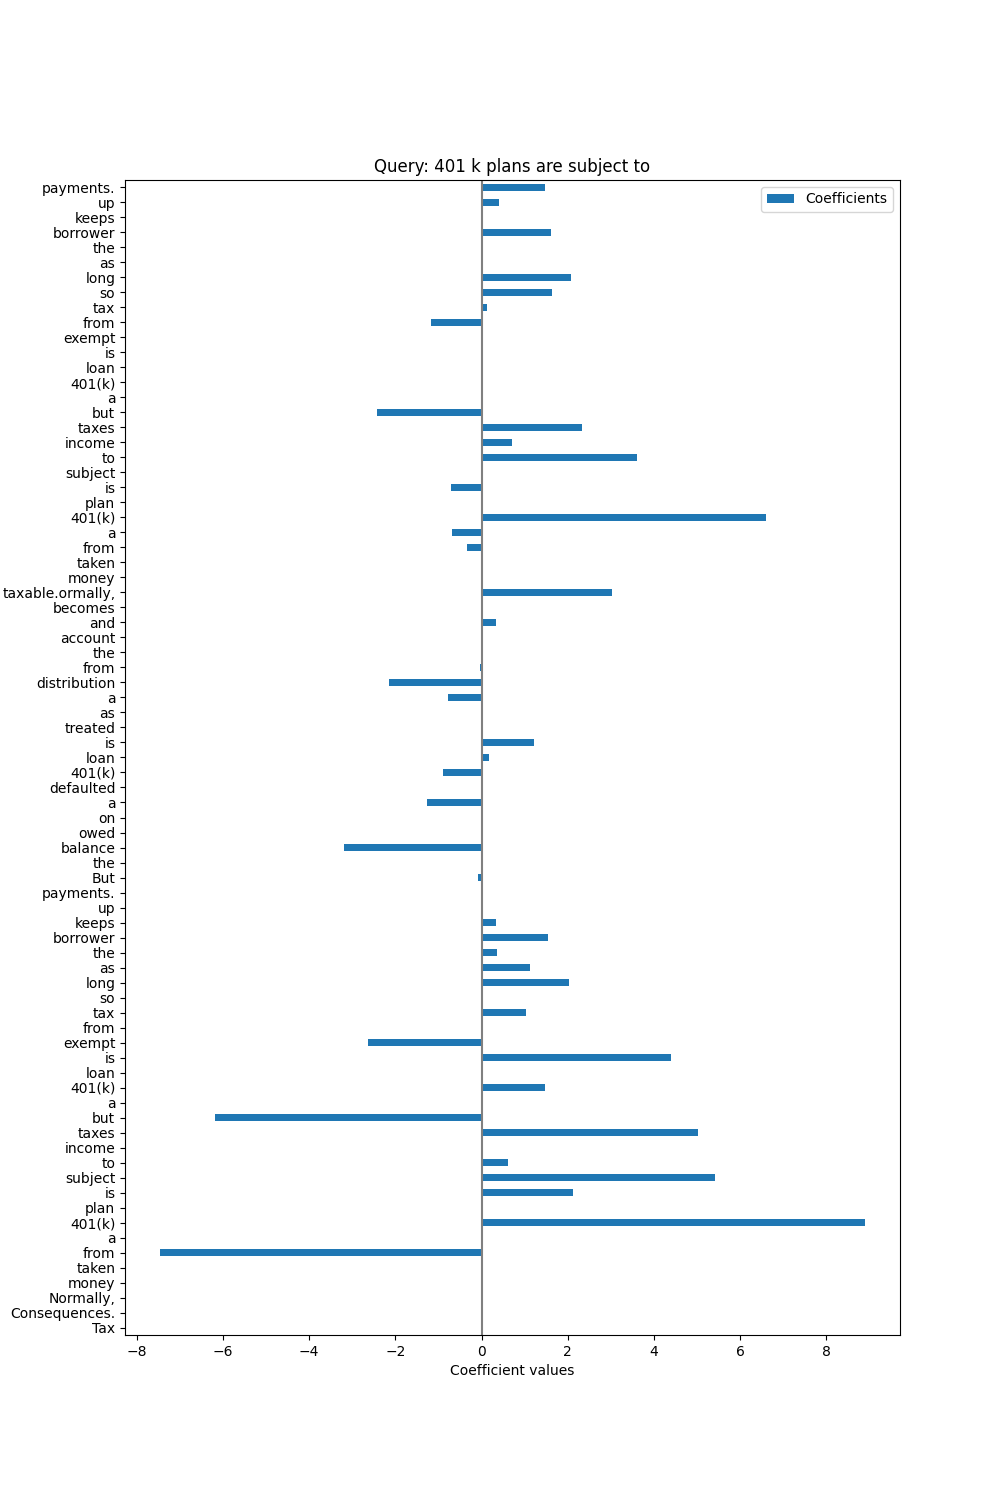 Query: 401 k plans are subject to
Coefficients
payments.
up
keeps
borrower
the
as
long
so
tax
from
exempt
is
loan
401(k)
a
but
taxes
income
to
subject
is
plan
401(k)
a
from
taken
money
taxable.ormally,
becomes
and
account
the
from
distribution
a
as
treated
is
loan
401(k)
defaulted
a
on
owed
balance
the
But
payments.
up
keeps
borrower
the
as
long
so
tax
from
exempt
is
loan
401(k)
a
but
taxes
income
to
subject
is
plan
401(k)
a
from
taken
money
Normally,
Consequences.
Tax
−8 −6 −4 −2 0 2 4 6 8
Coefficient values